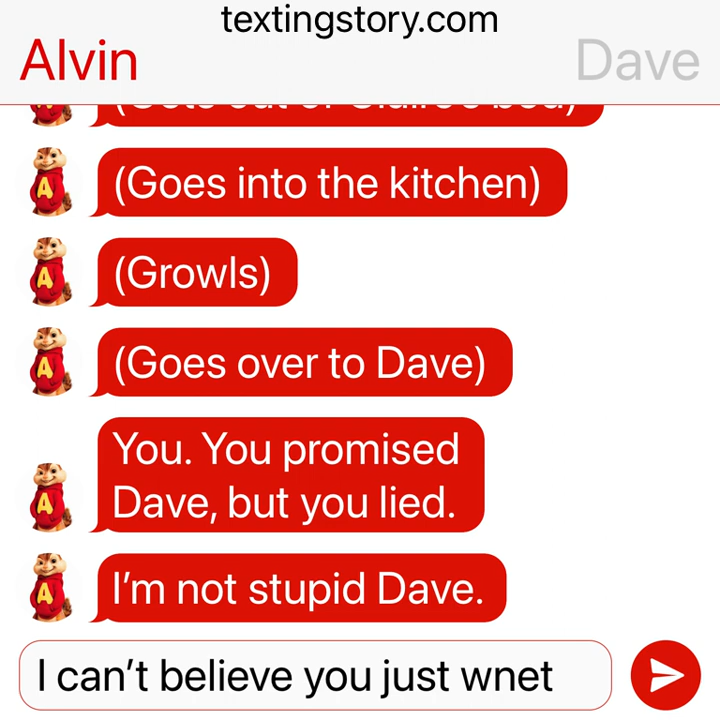 textingstory.com
Alvin
Dave
(Goes into the kitchen)
(Growls)
(Goes over to Dave)
You. You promised
Dave, but you lied.
I'm not stupid Dave.
I can't believe you just wnet